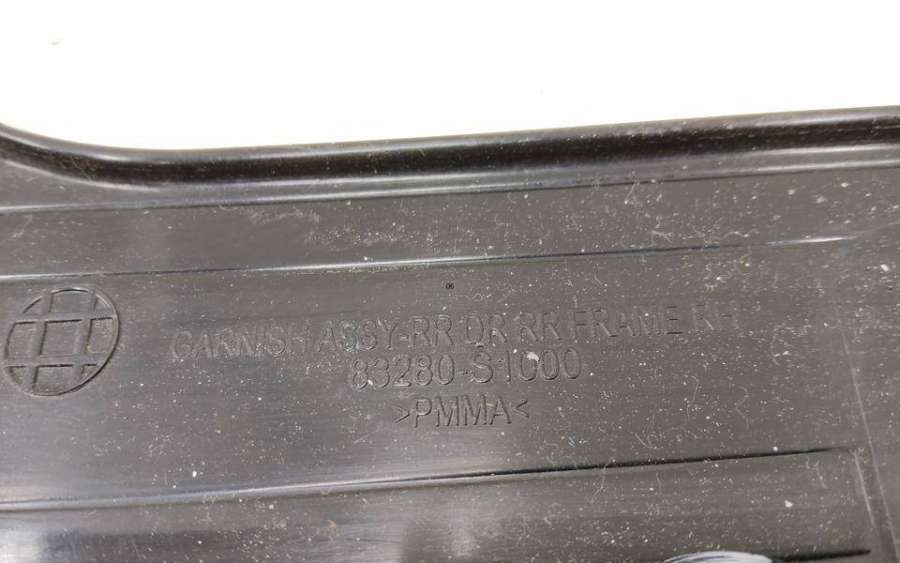 GARNISH ASSY-RR DR RR FRAME RH
83280-S1000
>PMMA<